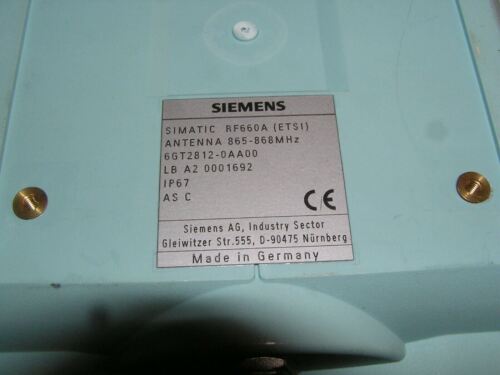 SIEMENS
SIMATIC RF660A (ETSI)
ANTENNA 865-868MHz
6GT2812-0AA00
LB A2 0001692
IP67
AS C
CE
Siemens AG, Industry Sector
Gleiwitzer Str.555, D-90475 Nürnberg
Made in Germany